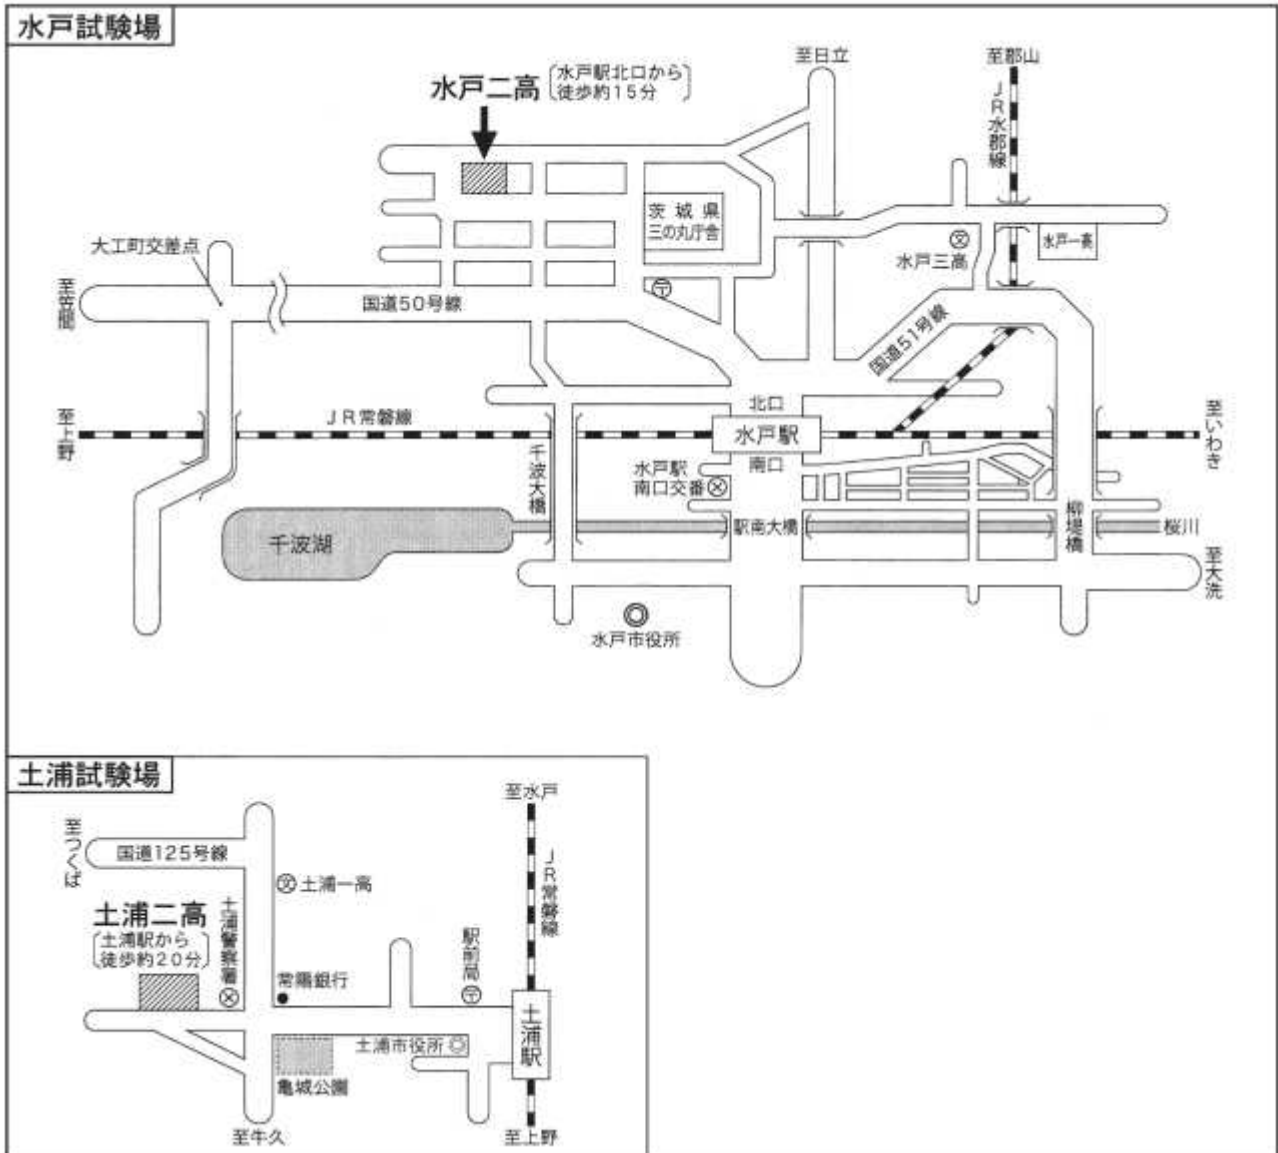 水戸試験場
至日立
至郡山
水戸二高
水戸駅北口から
徒歩約15分
JR水郡線
茨城県
三の丸庁舎
水戸一高
水戸三高
大工町交差点
至笠間
国道50号線
国道51号線
至上野
JR常磐線
北口
水戸駅
南口
至いわき
千波大橋
水戸駅
南口交番
千波湖
駅南大橋
柳堤橋
桜川
至大洗
水戸市役所
土浦試験場
至水戸
至つくば
国道125号線
JR常磐線
土浦一高
土浦二高
土浦駅から
徒歩約20分
土浦警察署
駅前局
常陽銀行
土浦駅
土浦市役所
亀城公園
至牛久
至上野